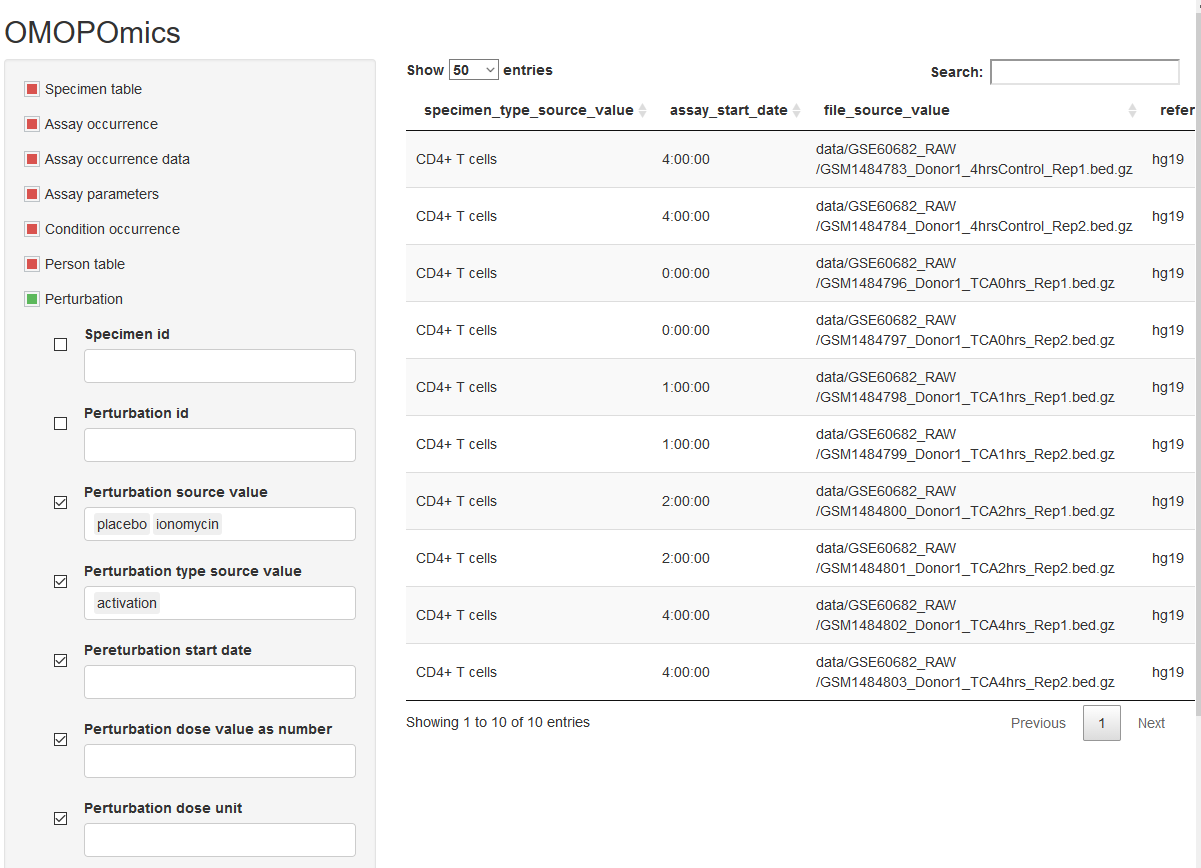 OMOPOmics
Specimen table
Assay occurrence
Assay occurrence data
Assay parameters
Condition occurrence
Person table
Perturbation
Specimen id
Perturbation id
Perturbation source value
placebo ionomycin
Perturbation type source value
activation
Pereturbation start date
Perturbation dose value as number
Perturbation dose unit
Show 50 entries
Search:
specimen_type_source_value assay_start_date file_source_value refer
CD4+ T cells 4:00:00 data/GSE60682_RAW
/GSM1484783_Donor1_4hrsControl_Rep1.bed.gz hg19
CD4+ T cells 4:00:00 data/GSE60682_RAW
/GSM1484784_Donor1_4hrsControl_Rep2.bed.gz hg19
CD4+ T cells 0:00:00 data/GSE60682_RAW
/GSM1484796_Donor1_TCA0hrs_Rep1.bed.gz hg19
CD4+ T cells 0:00:00 data/GSE60682_RAW
/GSM1484797_Donor1_TCA0hrs_Rep2.bed.gz hg19
CD4+ T cells 1:00:00 data/GSE60682_RAW
/GSM1484798_Donor1_TCA1hrs_Rep1.bed.gz hg19
CD4+ T cells 1:00:00 data/GSE60682_RAW
/GSM1484799_Donor1_TCA1hrs_Rep2.bed.gz hg19
CD4+ T cells 2:00:00 data/GSE60682_RAW
/GSM1484800_Donor1_TCA2hrs_Rep1.bed.gz hg19
CD4+ T cells 2:00:00 data/GSE60682_RAW
/GSM1484801_Donor1_TCA2hrs_Rep2.bed.gz hg19
CD4+ T cells 4:00:00 data/GSE60682_RAW
/GSM1484802_Donor1_TCA4hrs_Rep1.bed.gz hg19
CD4+ T cells 4:00:00 data/GSE60682_RAW
/GSM1484803_Donor1_TCA4hrs_Rep2.bed.gz hg19
Showing 1 to 10 of 10 entries
Previous 1 Next